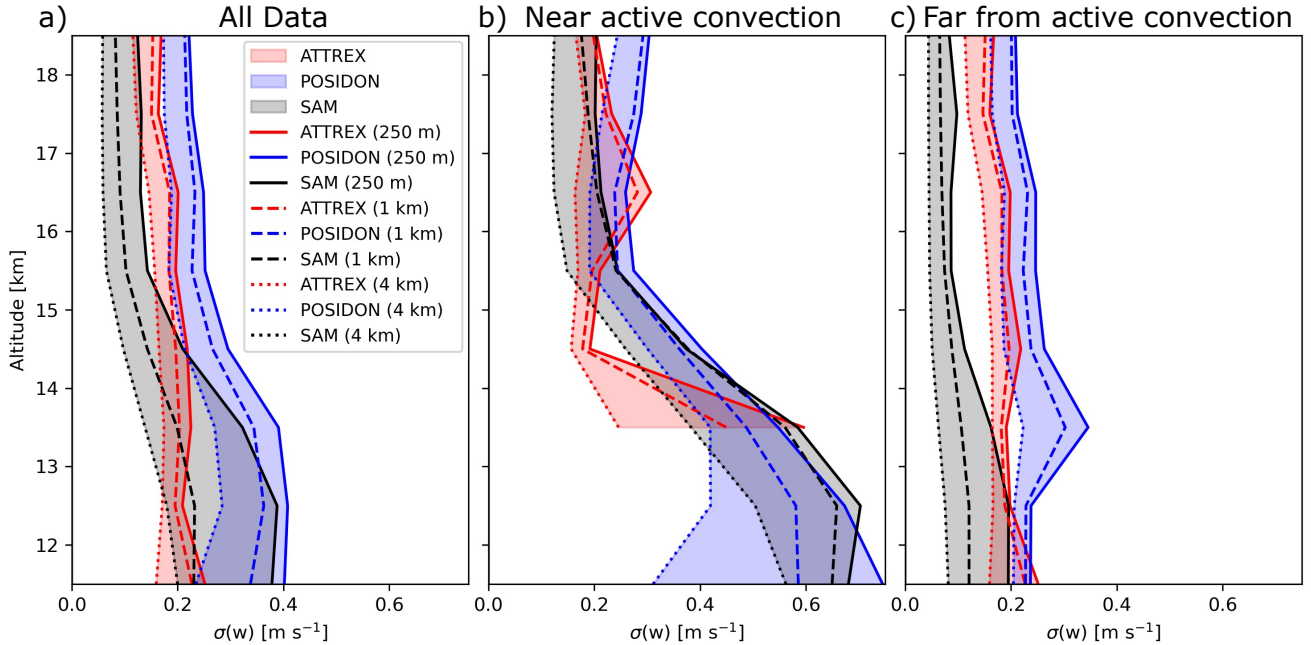 a) All Data
b) Near active convection
c) Far from active convection
ATTREX
POSIDON
SAM
ATTREX (250 m)
POSIDON (250 m)
SAM (250 m)
ATTREX (1 km)
POSIDON (1 km)
SAM (1 km)
ATTREX (4 km)
POSIDON (4 km)
SAM (4 km)
Altitude [km]
18
17
16
15
14
13
12
0.0 0.2 0.4 0.6
0.2 0.4 0.6
0.0 0.2 0.4 0.6
σ(w) [m s⁻¹]
σ(w) [m s⁻¹]
σ(w) [m s⁻¹]